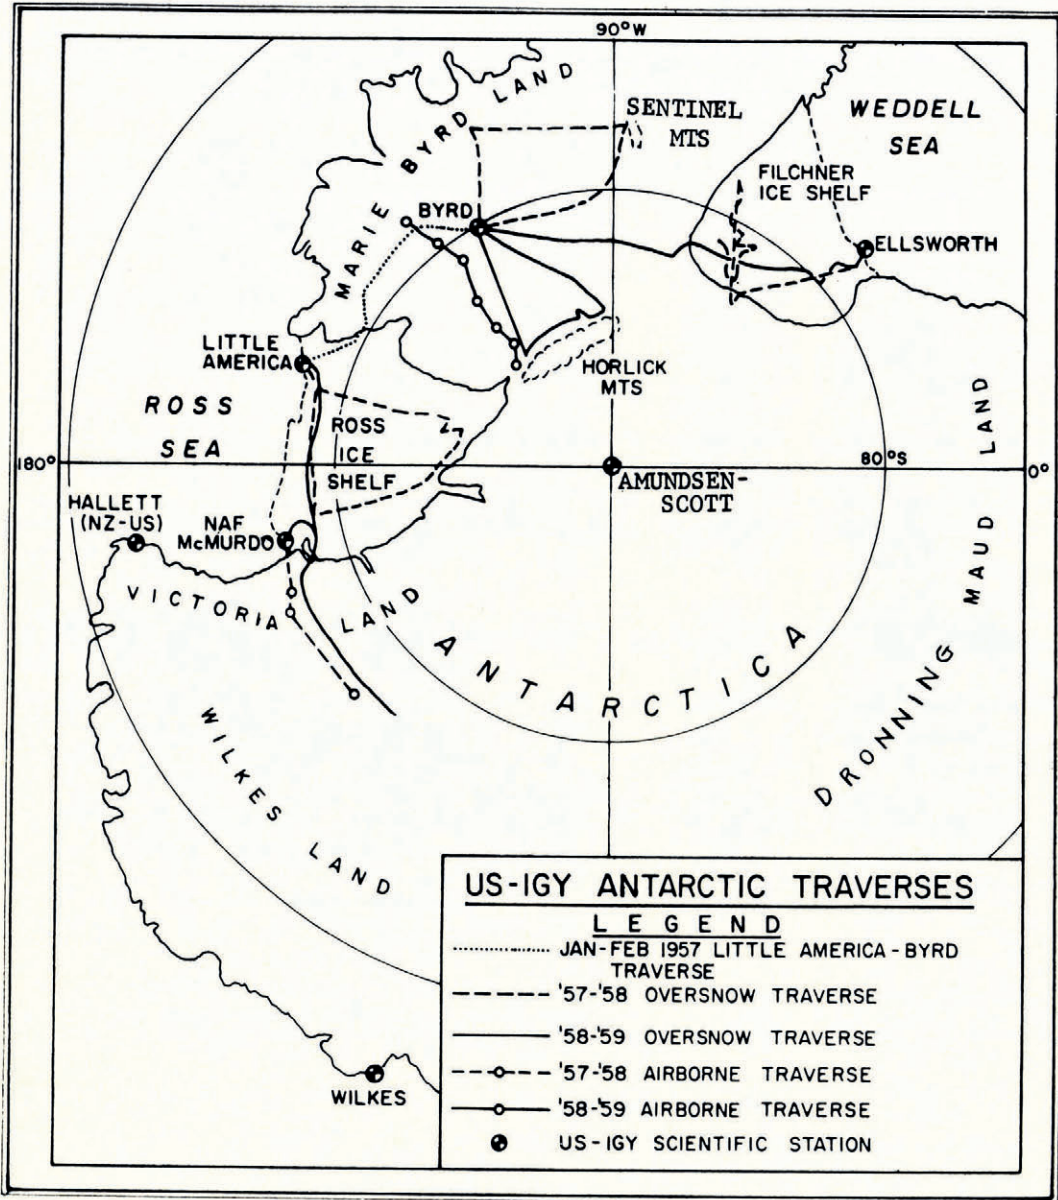 90°W
MARIE BYRD LAND
SENTINEL
MTS
WEDDELL
SEA
FILCHNER
ICE SHELF
BYRD
ELLSWORTH
LITTLE
AMERICA
HORLICK
MTS
ROSS
SEA
ROSS
ICE
SHELF
180°
80°S
0°
AMUNDSEN-
SCOTT
HALLETT
(NZ-US)
NAF
McMURDO
VICTORIA LAND
ANTARCTICA
DRONNING MAUD LAND
WILKES LAND
WILKES
US-IGY ANTARCTIC TRAVERSES
LEGEND
JAN-FEB 1957 LITTLE AMERICA-BYRD
TRAVERSE
'57-'58 OVERSNOW TRAVERSE
'58-'59 OVERSNOW TRAVERSE
'57-'58 AIRBORNE TRAVERSE
'58-'59 AIRBORNE TRAVERSE
US-IGY SCIENTIFIC STATION